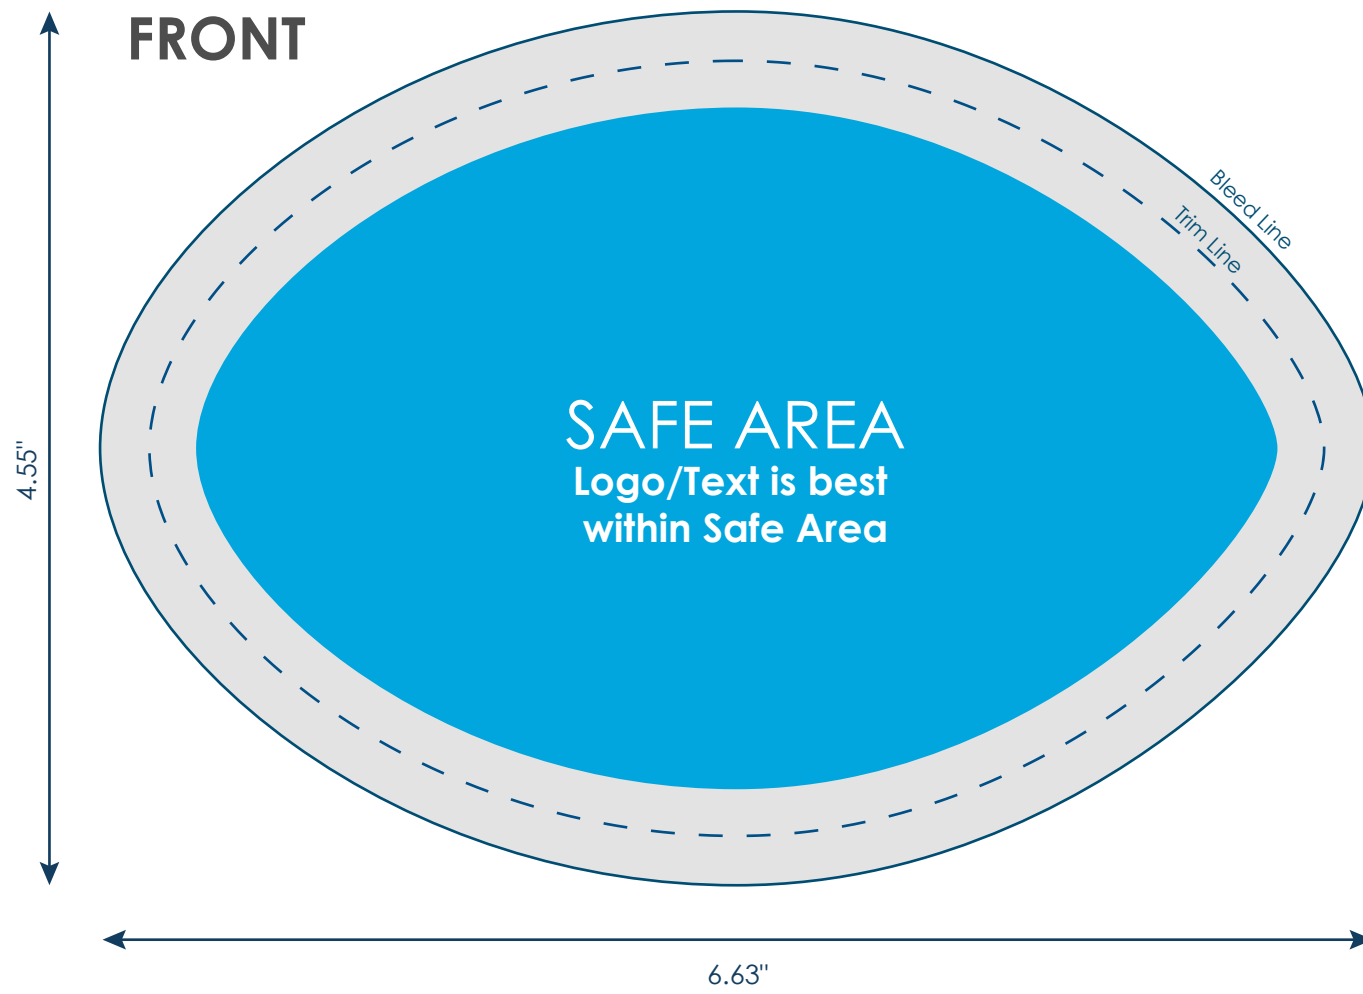 FRONT
Bleed Line
Trim Line
4.55"
SAFE AREA
Logo/Text is best
within Safe Area
6.63"